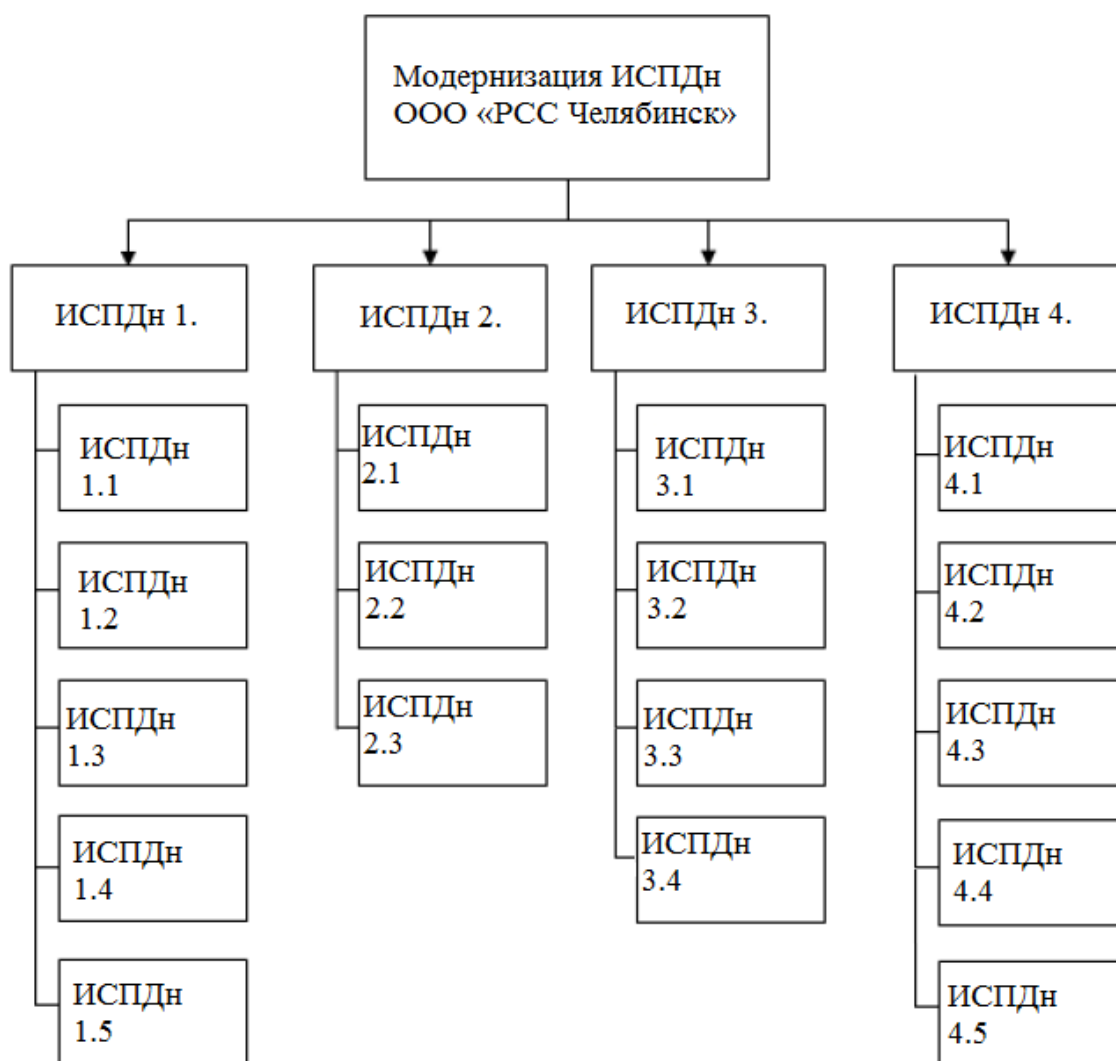 Модернизация ИСПДн
ООО «РСС Челябинск»
ИСПДн 1.
ИСПДн 2.
ИСПДн 3.
ИСПДн 4.
ИСПДн
1.1
ИСПДн
1.2
ИСПДн
1.3
ИСПДн
1.4
ИСПДн
1.5
ИСПДн
2.1
ИСПДн
2.2
ИСПДн
2.3
ИСПДн
3.1
ИСПДн
3.2
ИСПДн
3.3
ИСПДн
3.4
ИСПДн
4.1
ИСПДн
4.2
ИСПДн
4.3
ИСПДн
4.4
ИСПДн
4.5